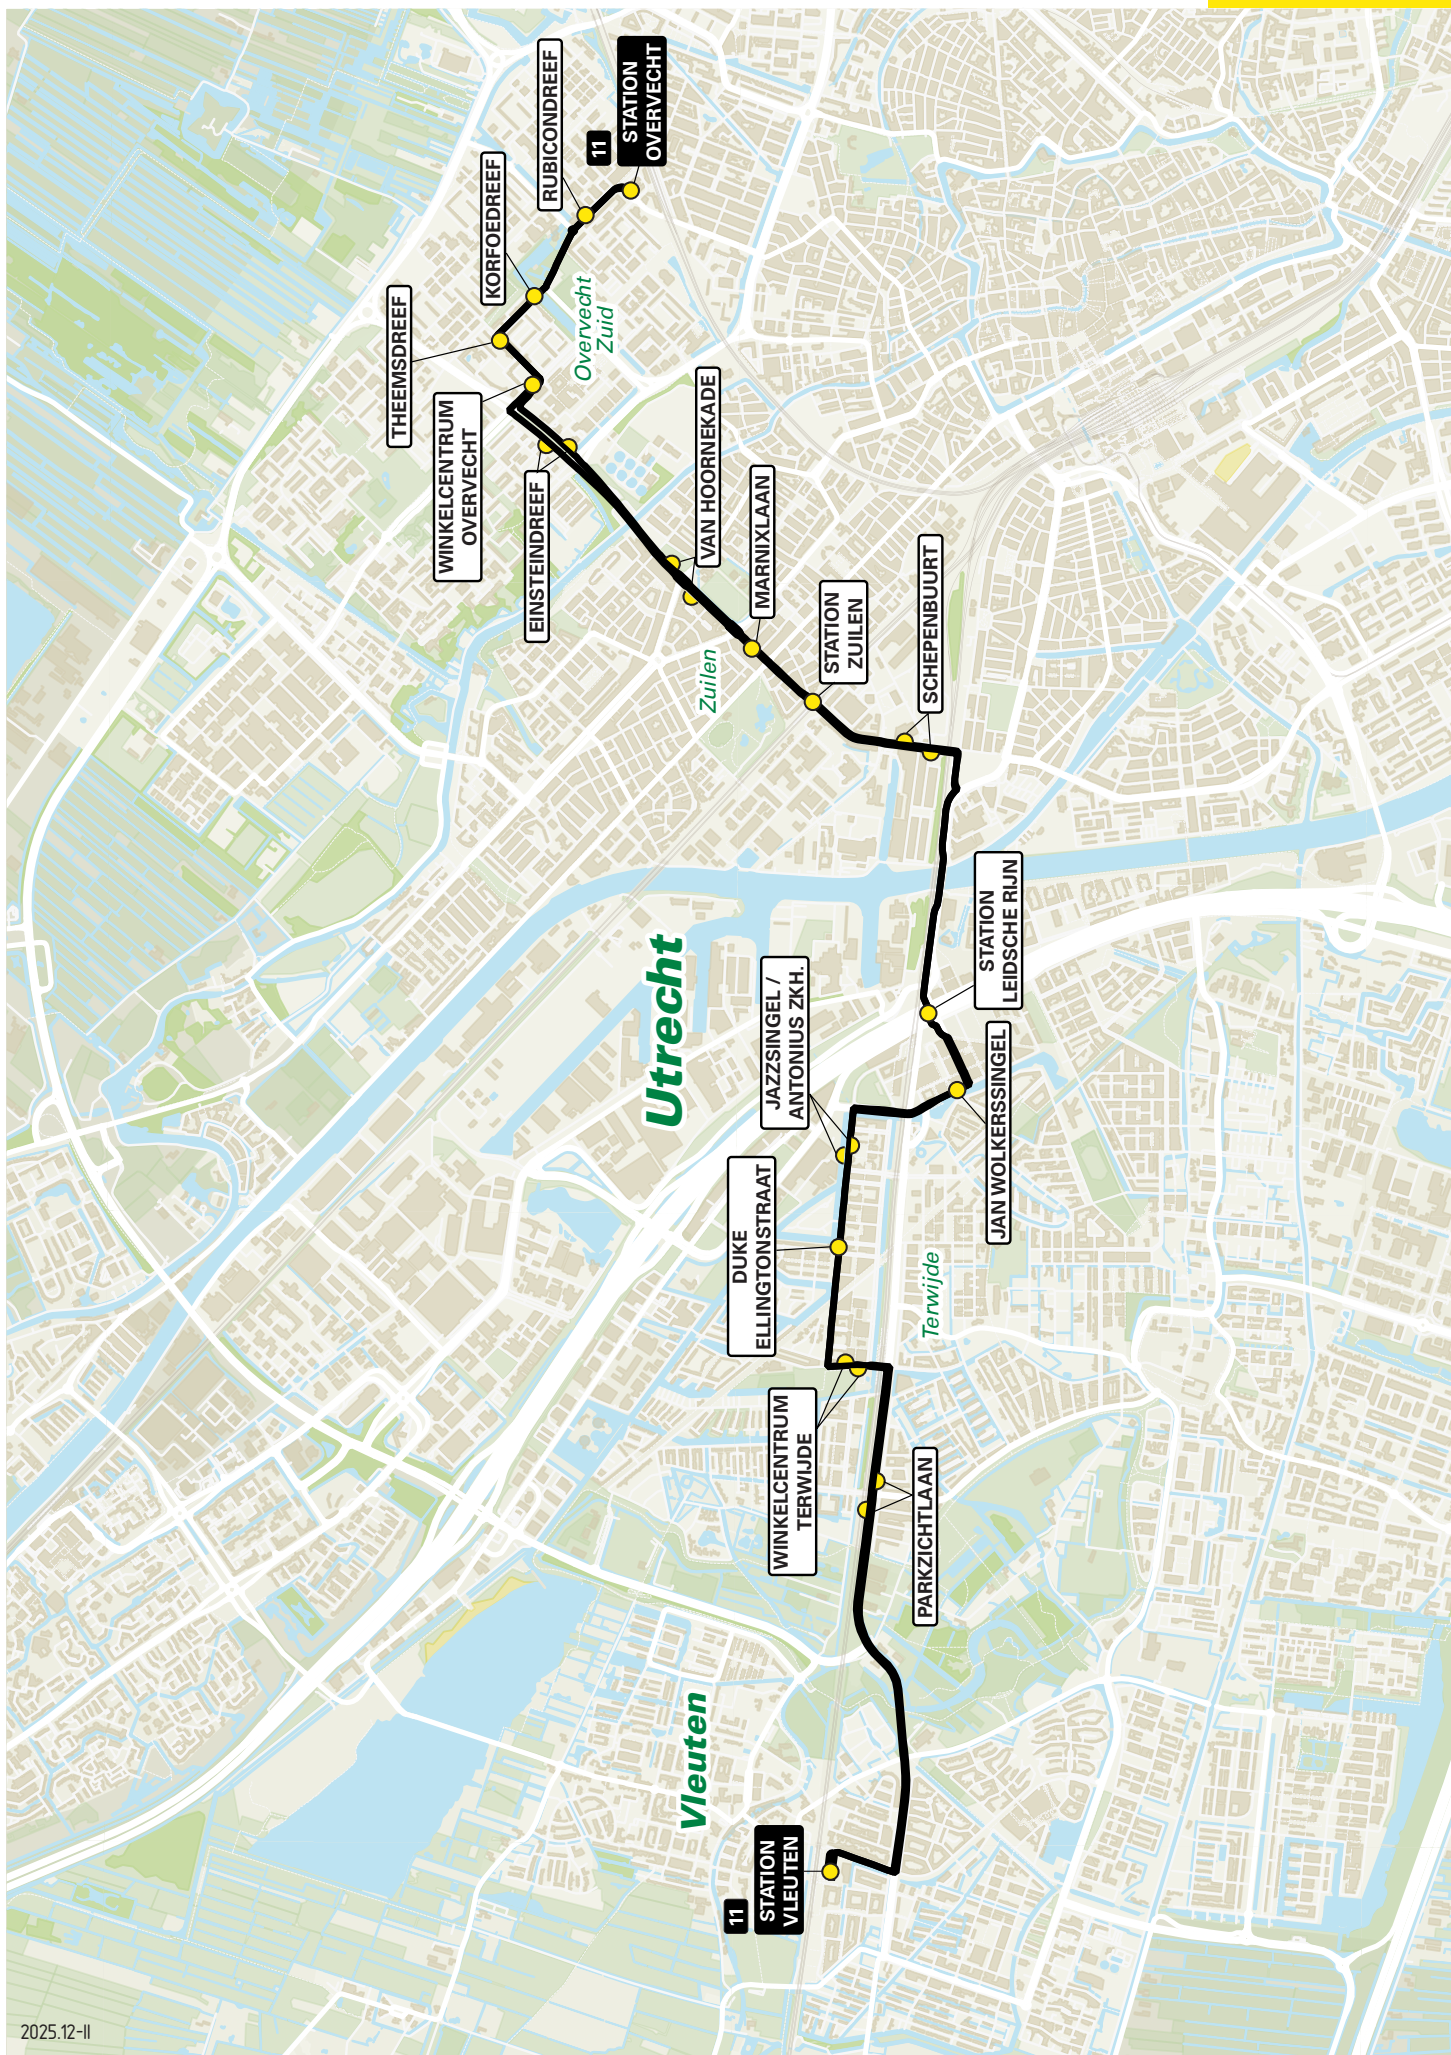 11
STATION
OVERVECHT
RUBICONDREEF
KORFOEDREEF
THEEMSDREEF
Overvecht
Zuid
WINKELCENTRUM
OVERVECHT
EINSTEINDREEF
VAN HOORNEKADE
MARNIXLAAN
Zuilen
STATION
ZUILEN
SCHEPENBURT
STATION
LEIDSCHE RIJN
Utrecht
JAZZSINGEL /
ANTONIUS ZKH.
JAN WOLKERSSINGEL
DUKE
ELLINGTONSTRAAT
Terwijde
WINKELCENTRUM
TERWIJDE
PARKZICHTLAAN
Vleuten
11
STATION
VLEUTEN
2025.12-II